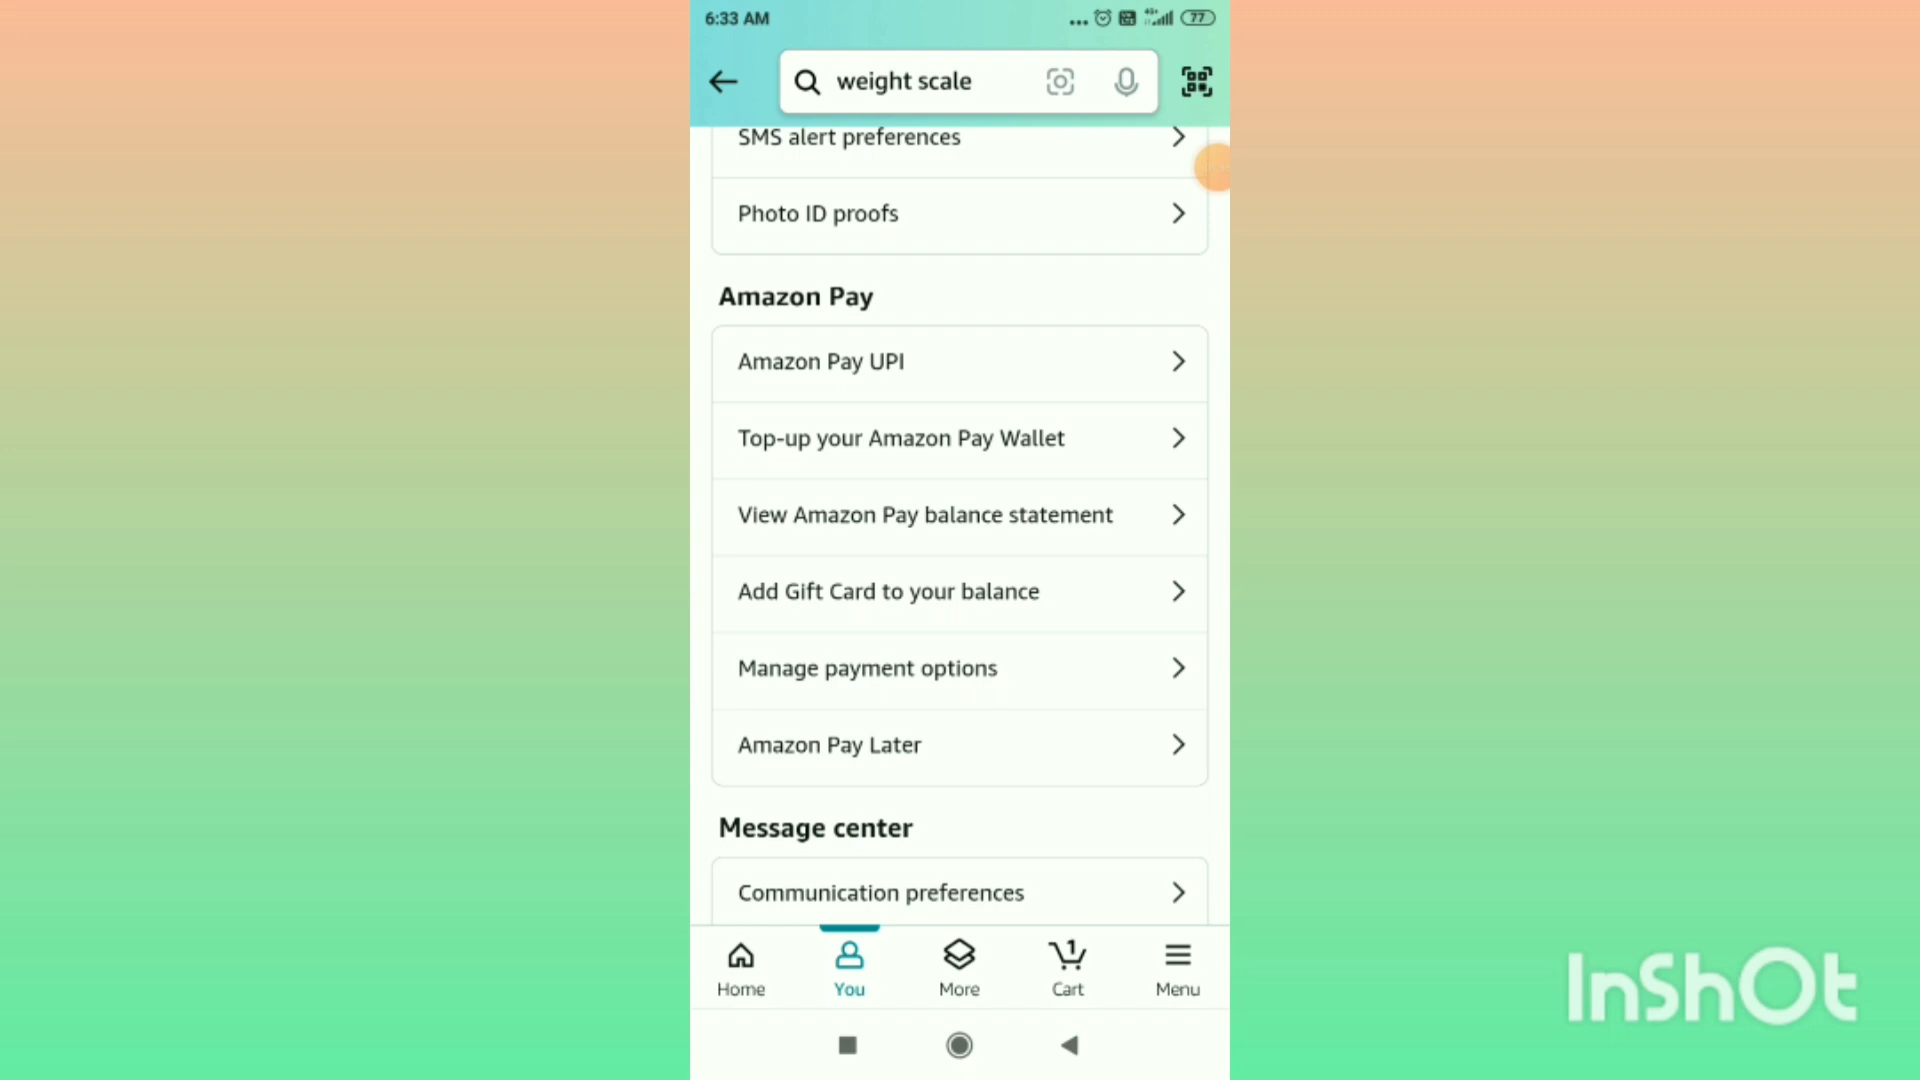 6:33 AM
4G+
77
weight scale
SMS alert preferences
Photo ID proofs
Amazon Pay
Amazon Pay UPI
Top-up your Amazon Pay Wallet
View Amazon Pay balance statement
Add Gift Card to your balance
Manage payment options
Amazon Pay Later
Message center
Communication preferences
1
Home
You
More
Cart
Menu
InShOt